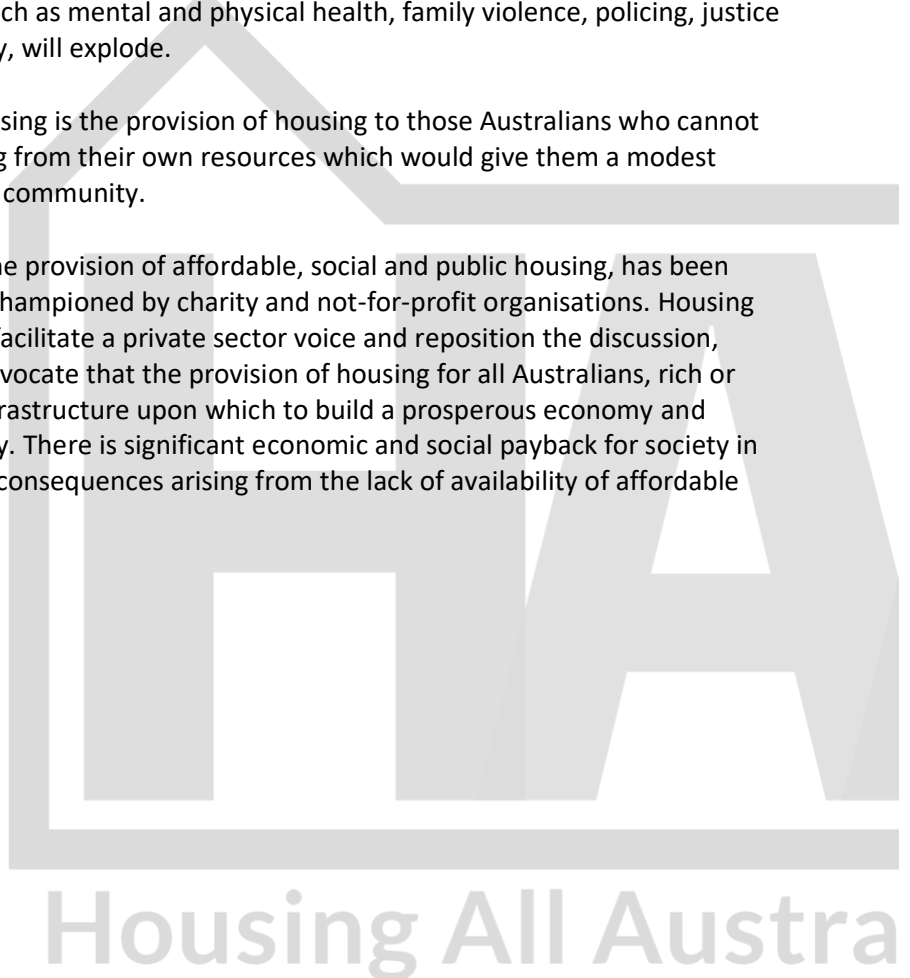 ch as mental and physical health, family violence, policing, justice
y, will explode.
sing is the provision of housing to those Australians who cannot
g from their own resources which would give them a modest
community.
ne provision of affordable, social and public housing, has been
hampioned by charity and not-for-profit organisations. Housing
facilitate a private sector voice and reposition the discussion,
vocate that the provision of housing for all Australians, rich or
rastructure upon which to build a prosperous economy and
y. There is significant economic and social payback for society in
consequences arising from the lack of availability of affordable
HA
Housing All Austra